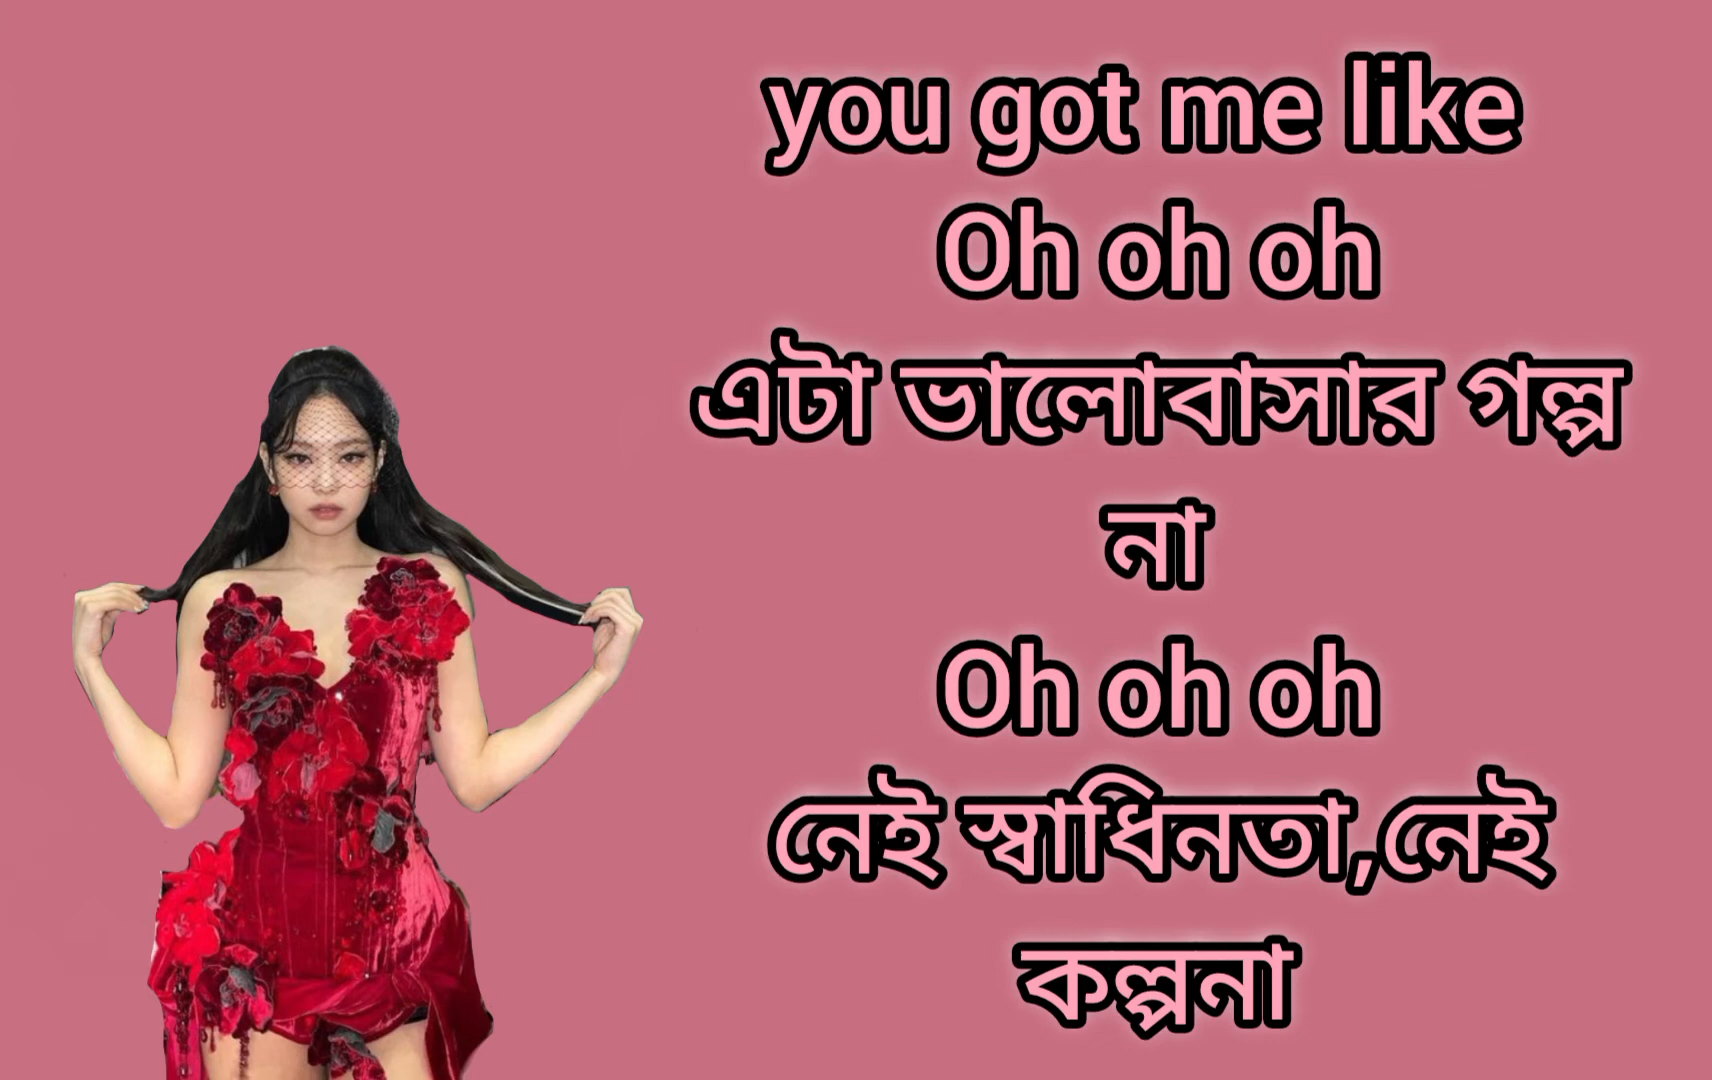 you got me like
Oh oh oh
এটা ভালোবাসার গল্প
না
Oh oh oh
নেই স্বাধিনতা,নেই
কল্পনা